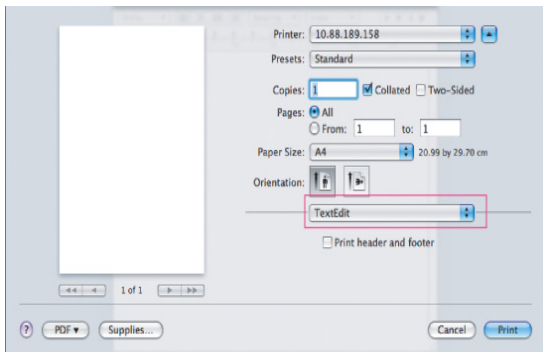 Printer: 10.88.189.158
Presets: Standard
Copies: 1 Collated Two-Sided
Pages: All
From: 1 to: 1
Paper Size: A4 20.99 by 29.70 cm
Orientation:
TextEdit
Print header and footer
1 of 1
? PDF Supplies... Cancel Print